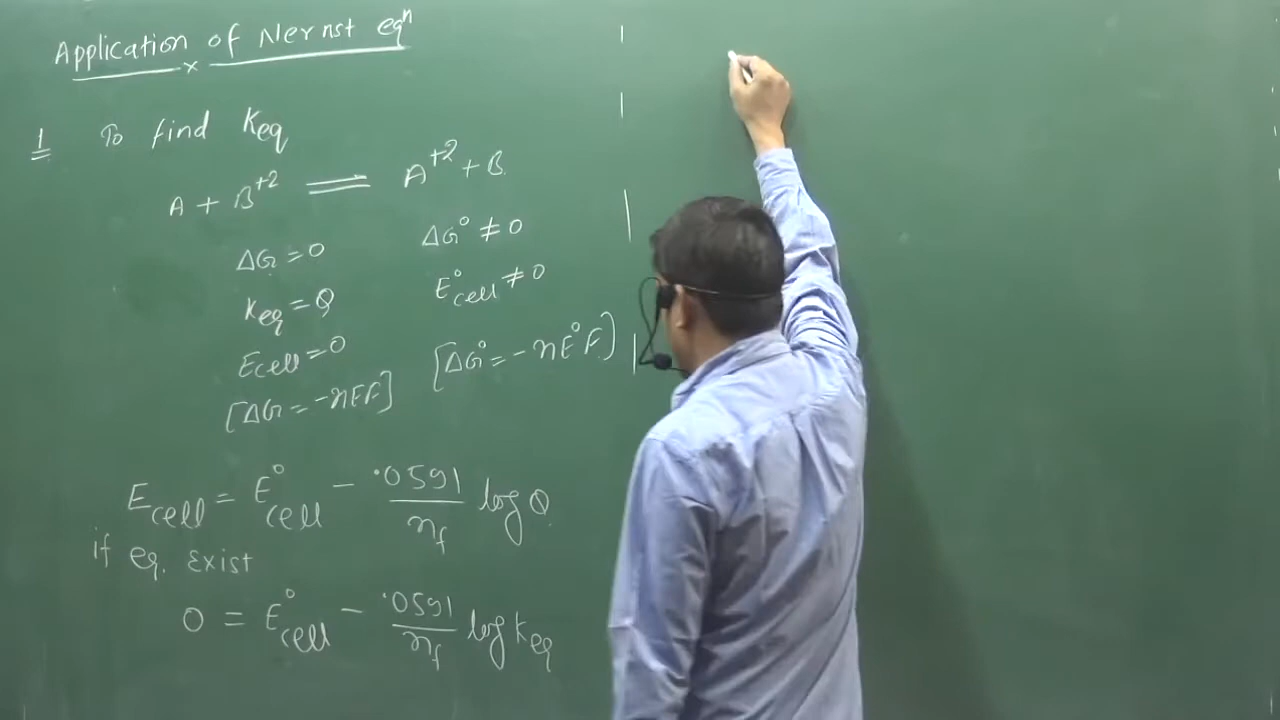 Application of Nernst eqⁿ
1 To find Keq
A + B⁺² ⇌ A⁺² + B
ΔG = 0 ΔG° ≠ 0
Keq = Q E°cell ≠ 0
Ecell = 0 [ΔG° = -nE°F]
[ΔG = -nEF]
Ecell = E°cell - .0591/nf log Q
if eq. Exist
0 = E°cell - .0591/nf log Keq